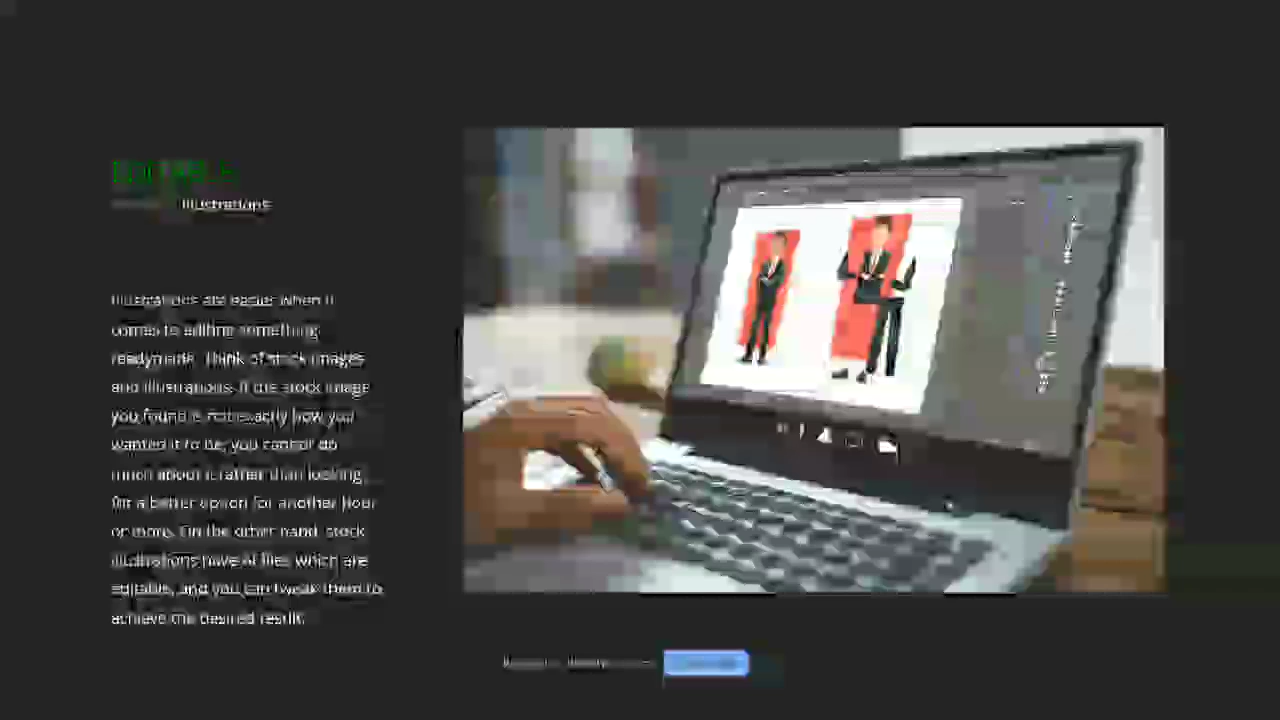 Illustrations
Illustrations are easier when it
comes to editing something
readymade. Think of stock images
and illustrations. If the stock image
you found is not exactly how you
wanted it to be, you cannot do
much about it rather than looking
for a better option for another hour
or more. On the other hand, stock
illustrations have AI files which are
editable, and you can tweak them to
achieve the desired result.